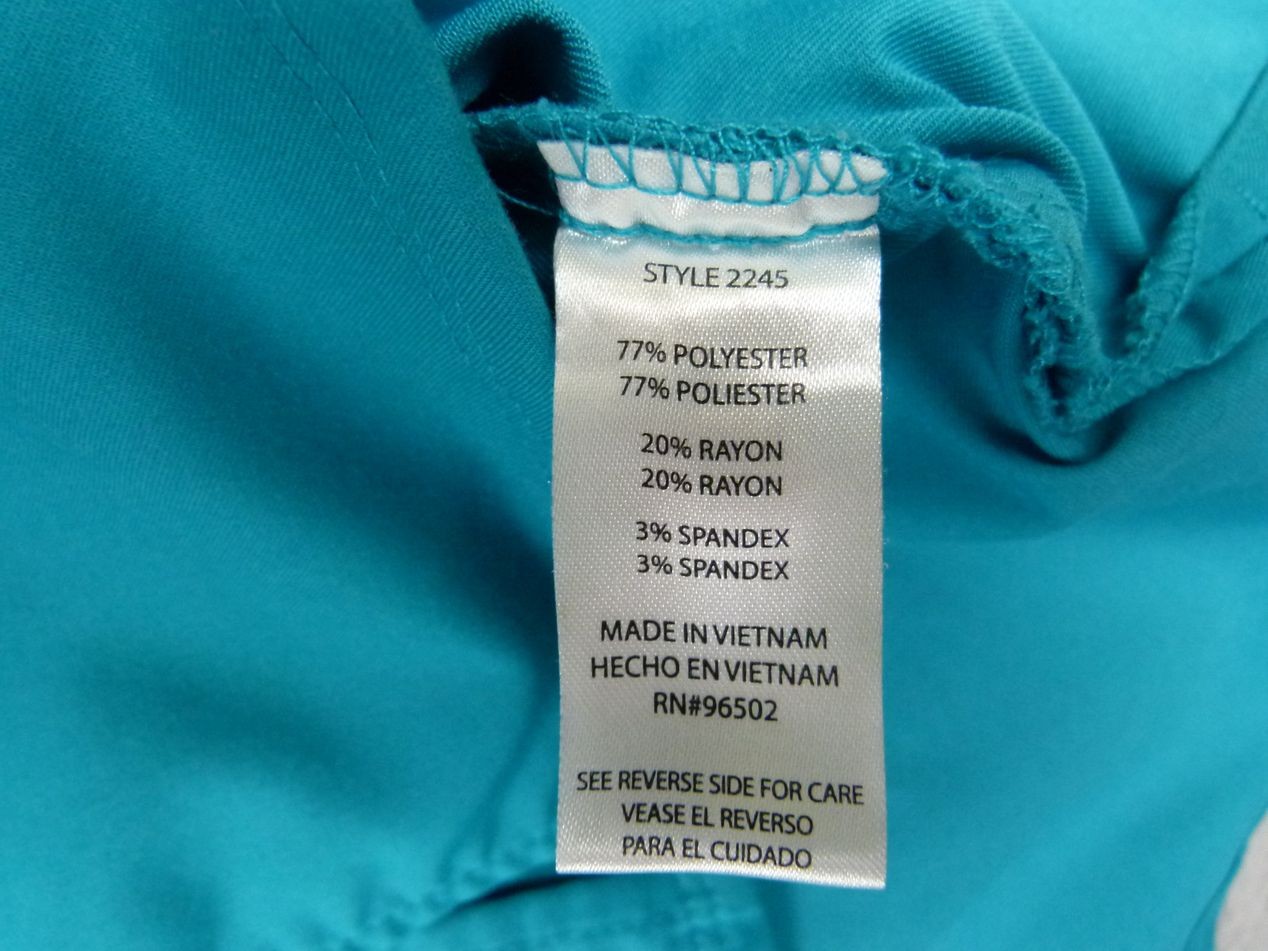 STYLE 2245
77% POLYESTER
77% POLIESTER
20% RAYON
20% RAYON
3% SPANDEX
3% SPANDEX
MADE IN VIETNAM
HECHO EN VIETNAM
RN#96502
SEE REVERSE SIDE FOR CARE
VEASE EL REVERSO
PARA EL CUIDADO